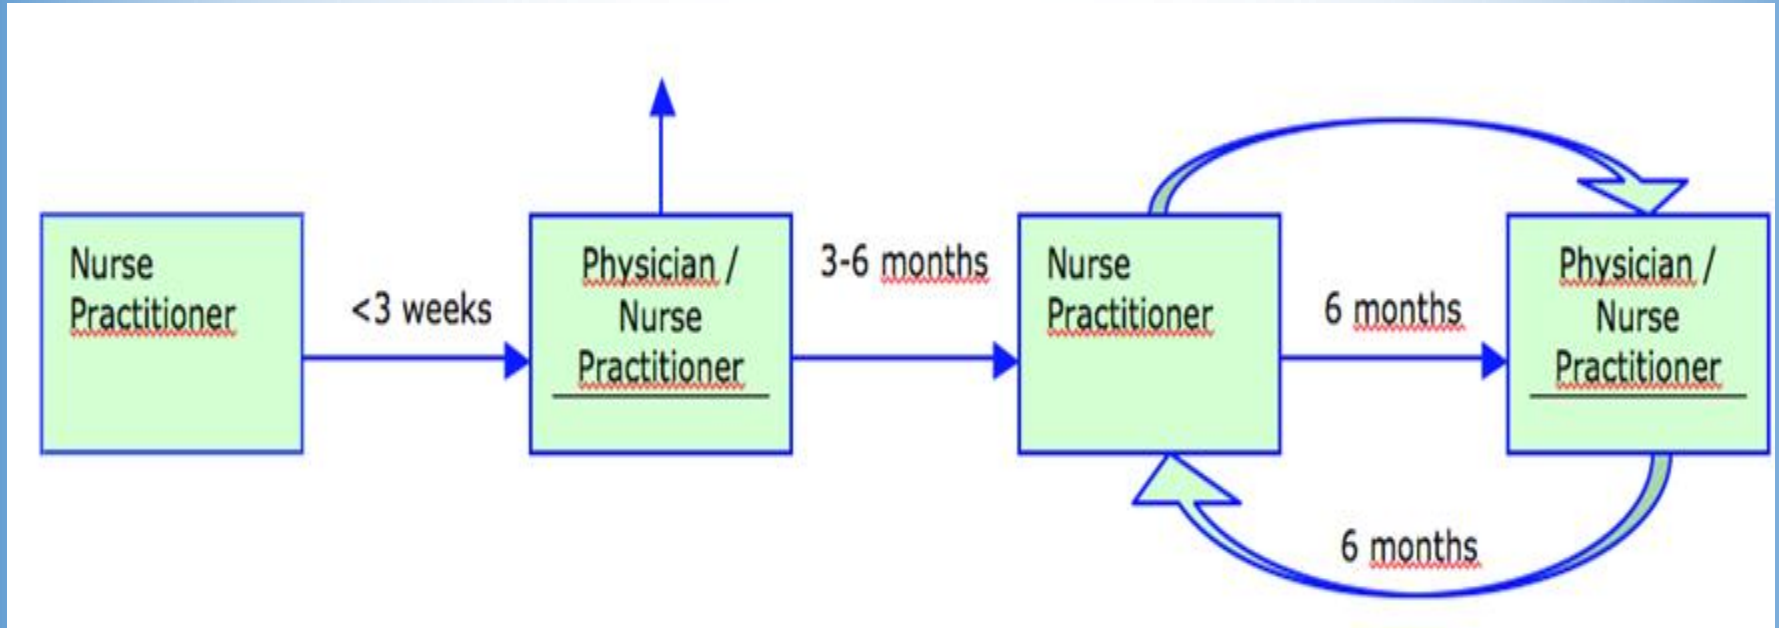 Nurse
Practitioner
<3 weeks
Physician /
Nurse
Practitioner
3-6 months
Nurse
Practitioner
6 months
Physician /
Nurse
Practitioner
6 months